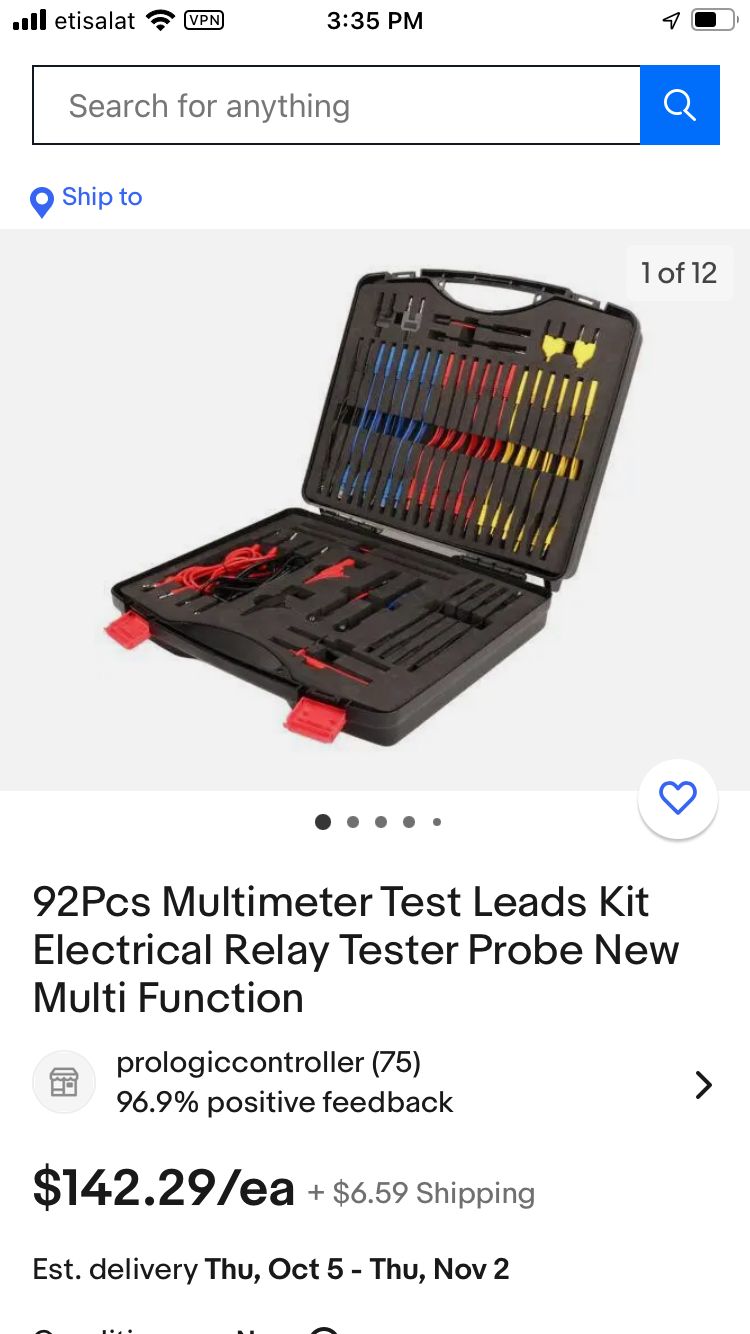 etisalat VPN 3:35 PM
Search for anything
Ship to
1 of 12
92Pcs Multimeter Test Leads Kit
Electrical Relay Tester Probe New
Multi Function
prologiccontroller (75)
96.9% positive feedback
$142.29/ea + $6.59 Shipping
Est. delivery Thu, Oct 5 - Thu, Nov 2